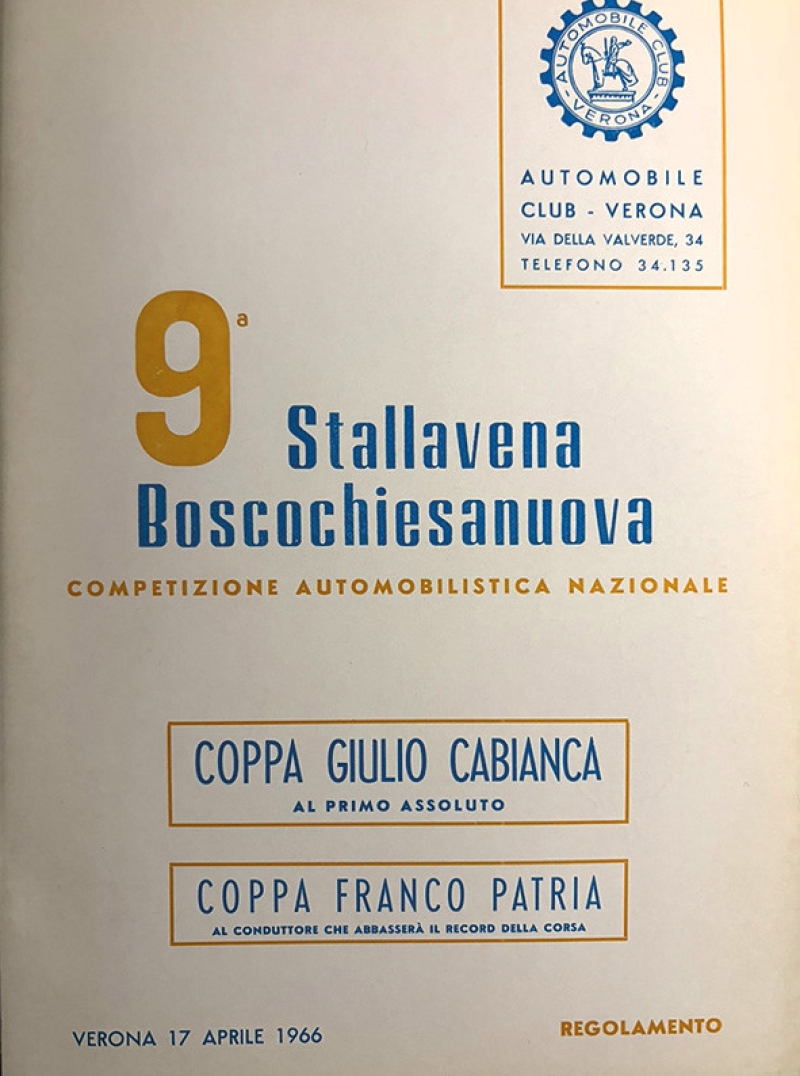 AUTOMOBILE CLUB
- VERONA -
AUTOMOBILE
CLUB - VERONA
VIA DELLA VALVERDE, 34
TELEFONO 34.135
9a
Stallavena
Boscochiesanuova
COMPETIZIONE AUTOMOBILISTICA NAZIONALE
COPPA GIULIO CABIANCA
AL PRIMO ASSOLUTO
COPPA FRANCO PATRIA
AL CONDUTTORE CHE ABBASSERÀ IL RECORD DELLA CORSA
VERONA 17 APRILE 1966
REGOLAMENTO